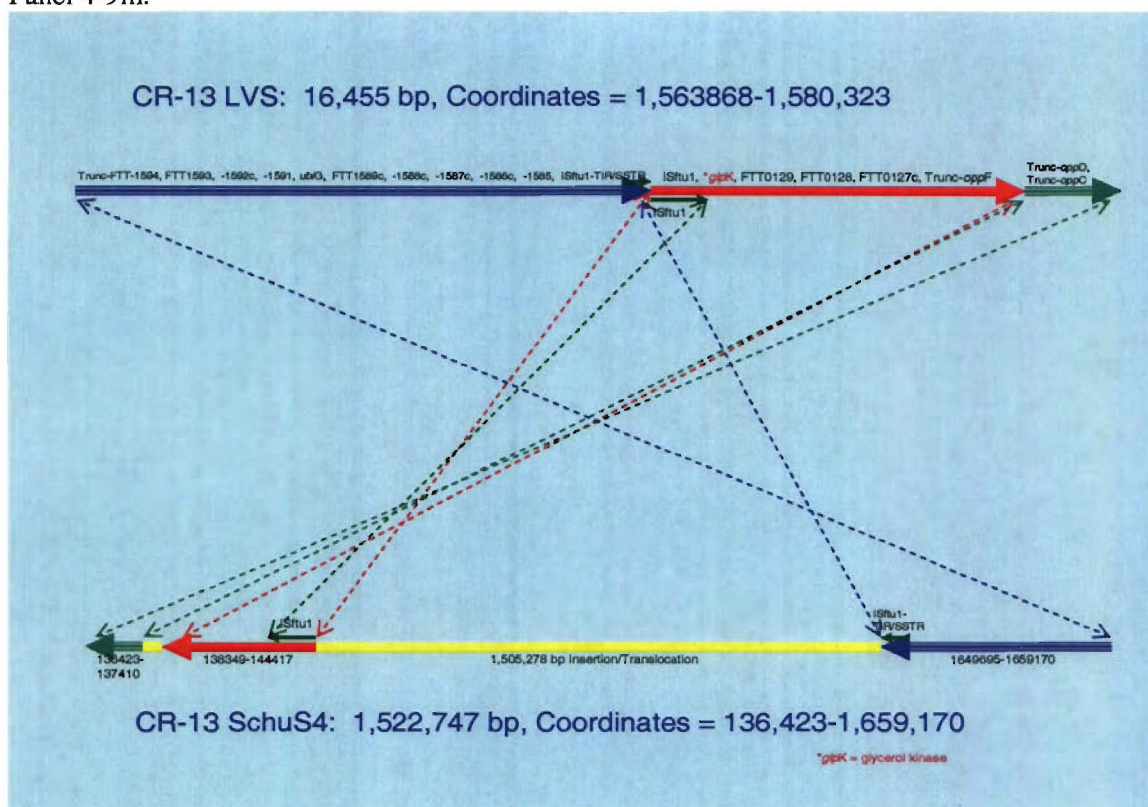 Panel 4-9m.
CR-13 LVS: 16,455 bp, Coordinates = 1,563868-1,580,323
Trunc-FTT-1594, FTT1593, -1592c, -1591, ubiG, FTT1589c, -1588c, -1587c, -1586c, -1585, ISftu1-TIR/SSTR
ISftu1, *glpK, FTT0129, FTT0128, FTT0127c, Trunc-oppF
Trunc-oppD,
Trunc-oppC
ISftu1
ISftu1
ISftu1-
TIR/SSTR
136423-
137410
138349-144417
1,505,278 bp Insertion/Translocation
1649695-1659170
CR-13 SchuS4: 1,522,747 bp, Coordinates = 136,423-1,659,170
*glpK = glycerol kinase